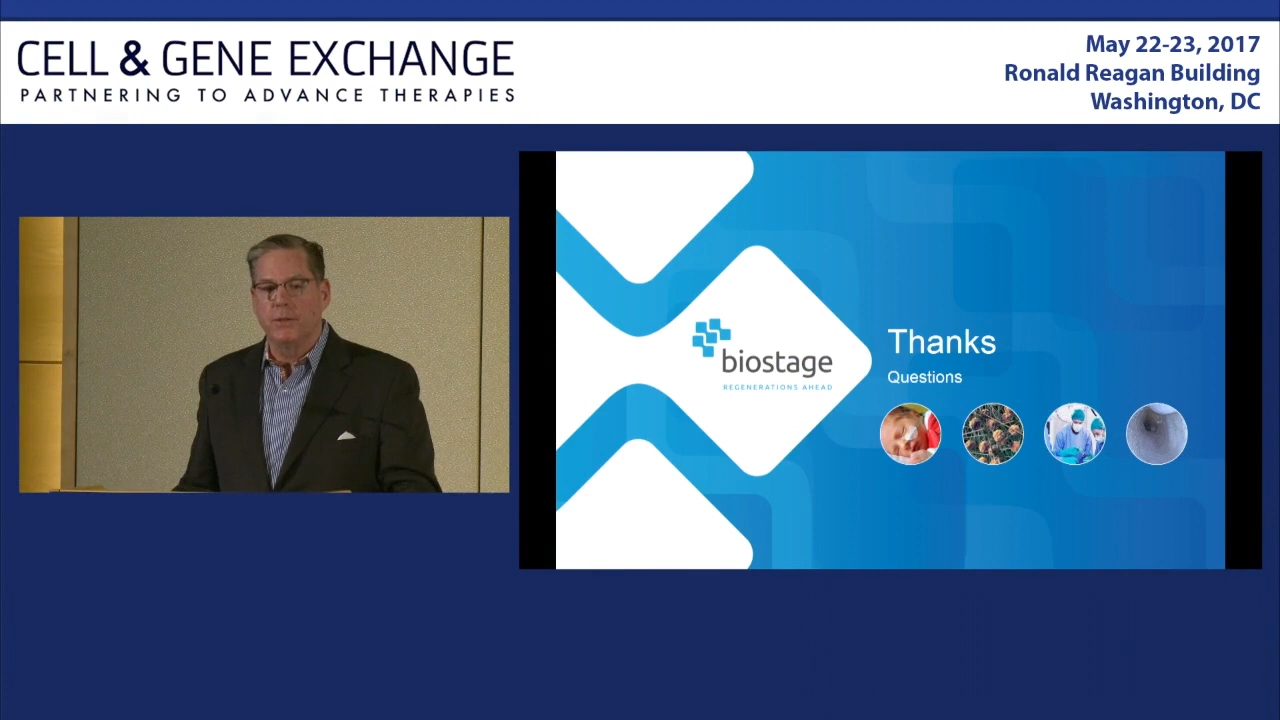 CELL & GENE EXCHANGE
PARTNERING TO ADVANCE THERAPIES
May 22-23, 2017
Ronald Reagan Building
Washington, DC
biostage
REGENERATIONS AHEAD
Thanks
Questions